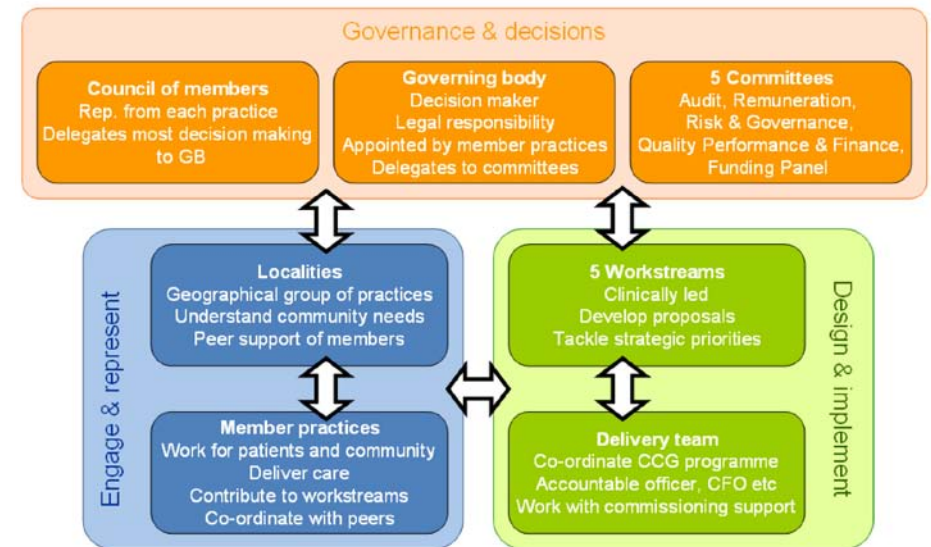 Governance & decisions
Council of members
Rep. from each practice
Delegates most decision making
to GB
Governing body
Decision maker
Legal responsibility
Appointed by member practices
Delegates to committees
5 Committees
Audit, Remuneration,
Risk & Governance,
Quality Performance & Finance,
Funding Panel
Engage & represent
Localities
Geographical group of practices
Understand community needs
Peer support of members
Member practices
Work for patients and community
Deliver care
Contribute to workstreams
Co-ordinate with peers
5 Workstreams
Clinically led
Develop proposals
Tackle strategic priorities
Delivery team
Co-ordinate CCG programme
Accountable officer, CFO etc
Work with commissioning support
Design & implement